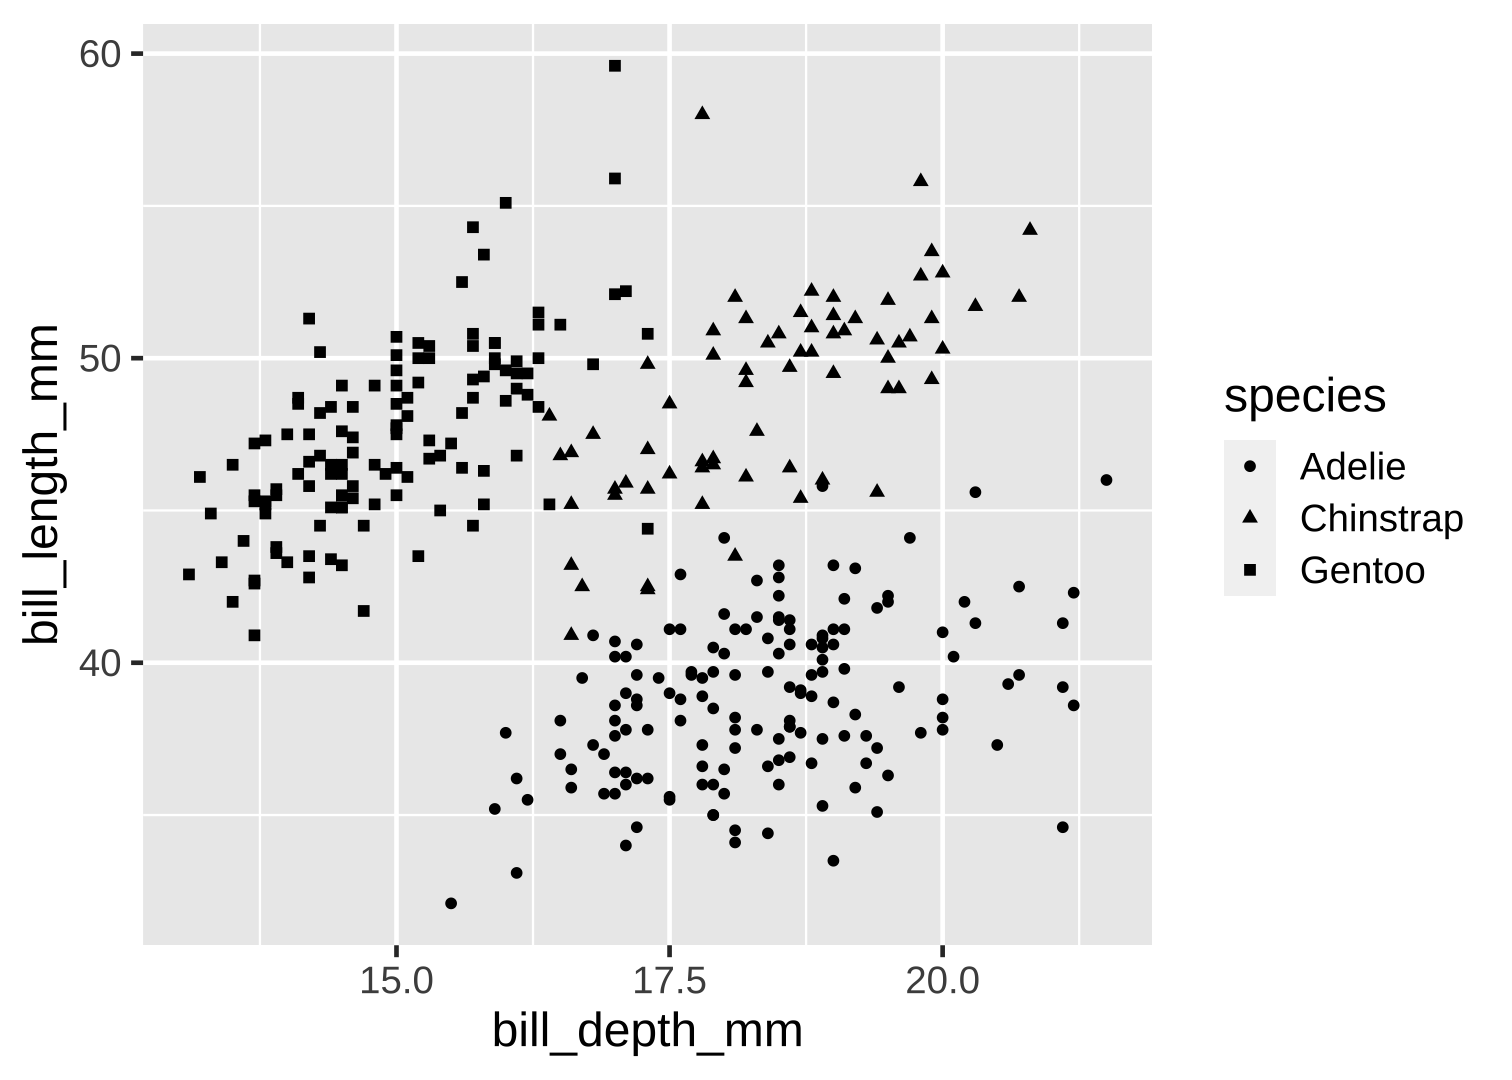 60
50
40
bill_length_mm
15.0 17.5 20.0
bill_depth_mm
species
Adelie
Chinstrap
Gentoo